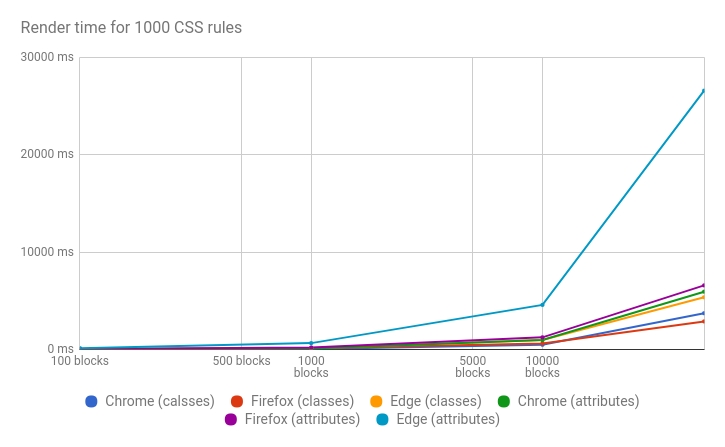 Render time for 1000 CSS rules
30000 ms
20000 ms
10000 ms
0 ms
100 blocks
500 blocks
1000
blocks
5000
blocks
10000
blocks
Chrome (calsses)
Firefox (classes)
Edge (classes)
Chrome (attributes)
Firefox (attributes)
Edge (attributes)